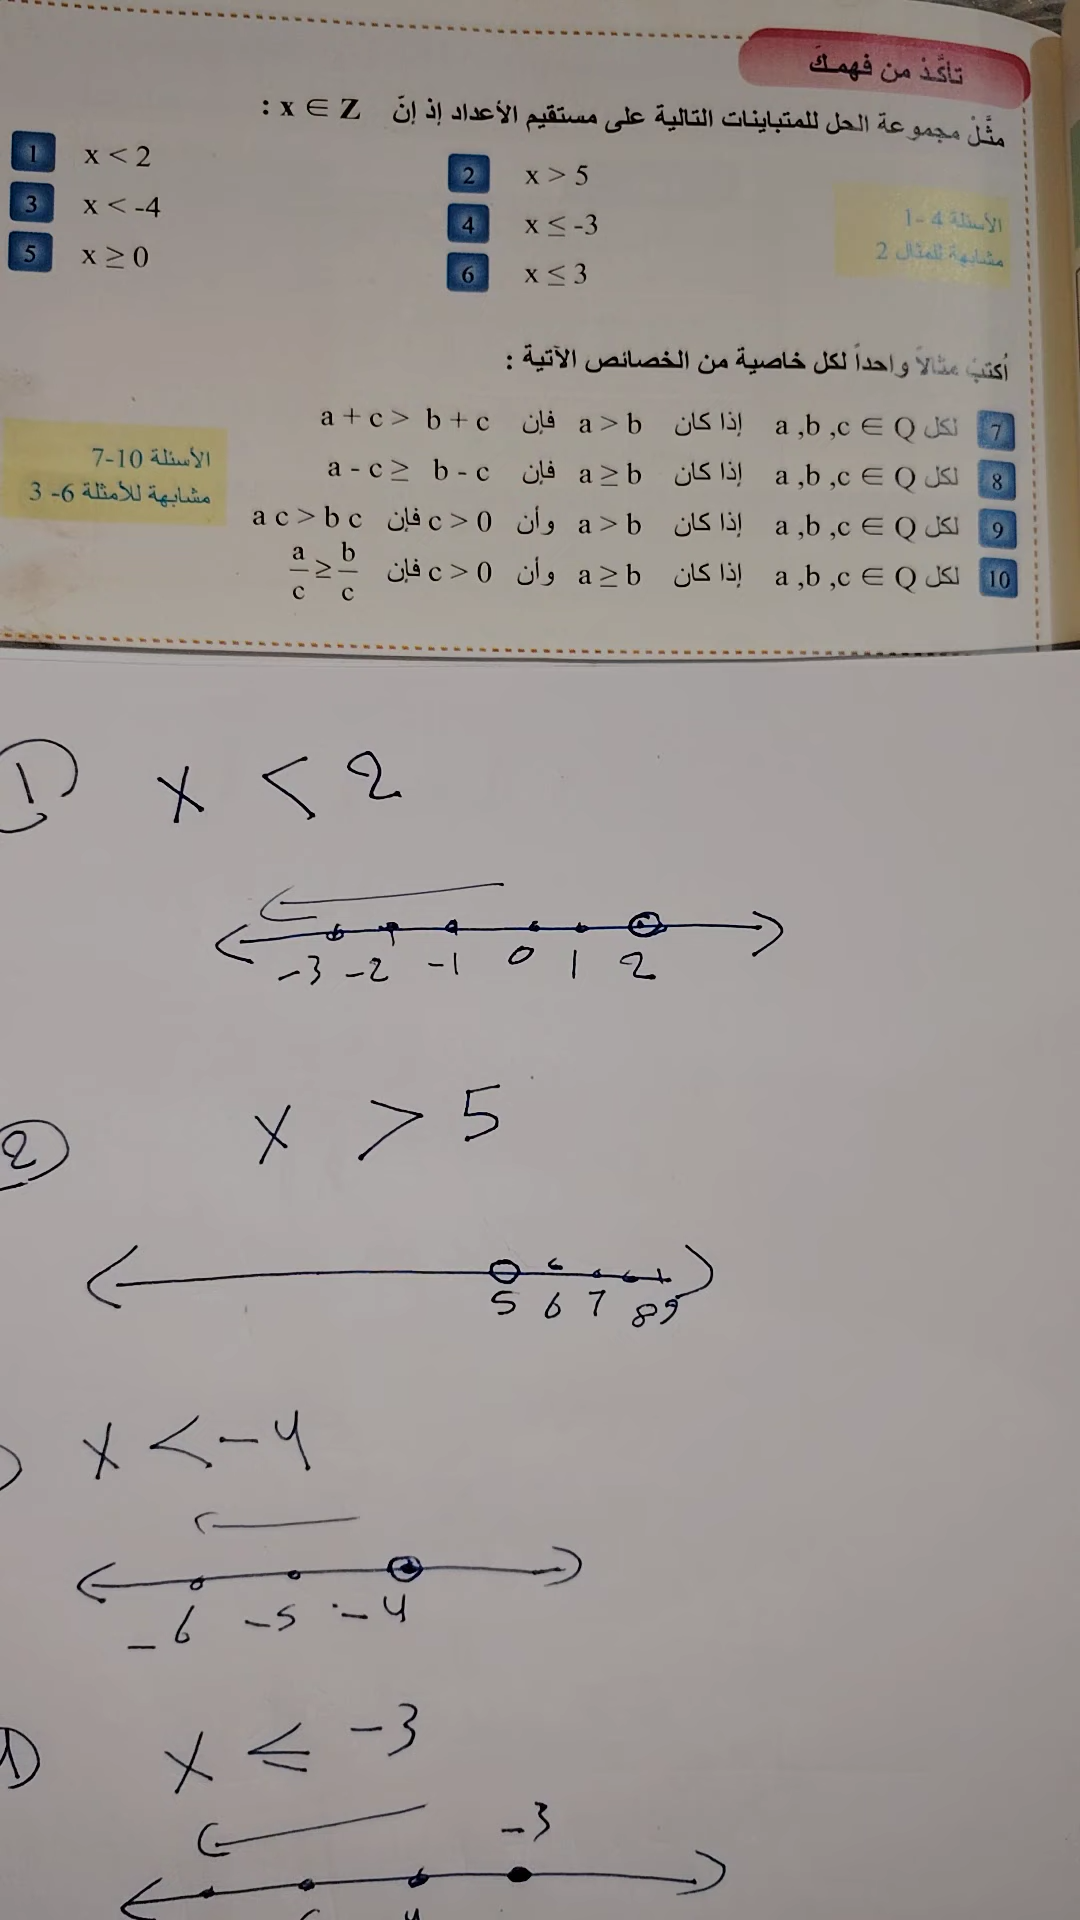 تأكَّدْ من فهمكَ
مثَّلْ مجموعة الحل للمتباينات التالية على مستقيم الأعداد إذ إنَ x ∈ Z :
1 x < 2
2 x > 5
3 x < -4
4 x ≤ -3
5 x ≥ 0
6 x ≤ 3
الأسئلة 4 -1
مشابهة للمثال 2
أكتبْ مثالاً واحداً لكل خاصية من الخصائص الآتية :
7 لكل a ,b ,c ∈ Q إذا كان a > b فإن a + c > b + c
8 لكل a ,b ,c ∈ Q إذا كان a ≥ b فإن a - c ≥ b - c
9 لكل a ,b ,c ∈ Q إذا كان a > b وأن c > 0 فإن a c > b c
10 لكل a ,b ,c ∈ Q إذا كان a ≥ b وأن c > 0 فإن a/c ≥ b/c
الأسئلة 10-7
مشابهة للأمثلة 6- 3
1 x < 2
-3 -2 -1 0 1 2
2 x > 5
5 6 7 8 9
x < -4
-6 -5 -4
x ≤ -3
-3